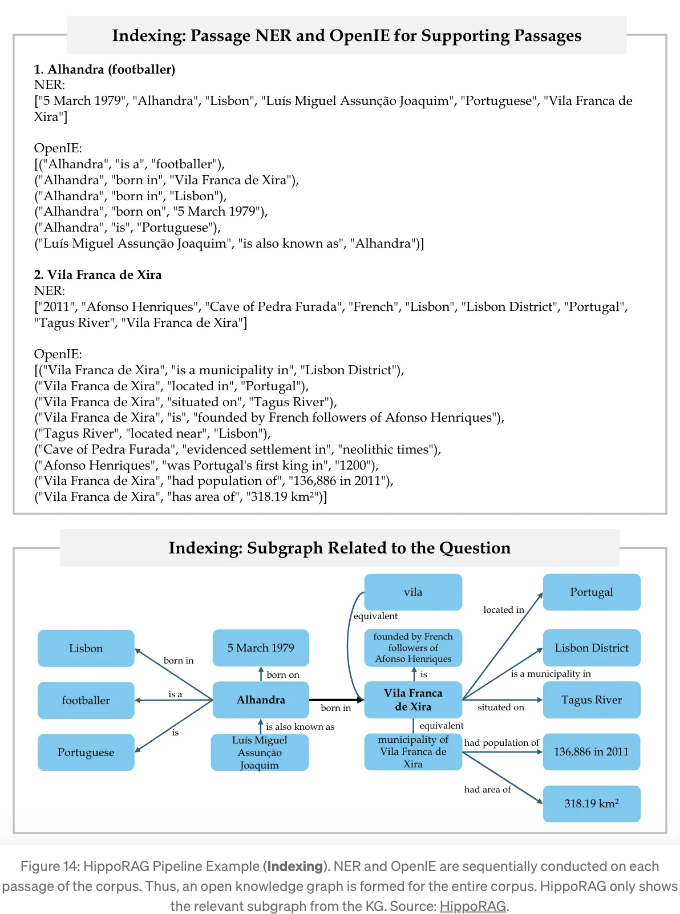 Indexing: Passage NER and OpenIE for Supporting Passages
1. Alhandra (footballer)
NER:
["5 March 1979", "Alhandra", "Lisbon", "Luís Miguel Assunção Joaquim", "Portuguese", "Vila Franca de
Xira"]
OpenIE:
[("Alhandra", "is a", "footballer"),
("Alhandra", "born in", "Vila Franca de Xira"),
("Alhandra", "born in", "Lisbon"),
("Alhandra", "born on", "5 March 1979"),
("Alhandra", "is", "Portuguese"),
("Luís Miguel Assunção Joaquim", "is also known as", "Alhandra")]
2. Vila Franca de Xira
NER:
["2011", "Afonso Henriques", "Cave of Pedra Furada", "French", "Lisbon", "Lisbon District", "Portugal",
"Tagus River", "Vila Franca de Xira"]
OpenIE:
[("Vila Franca de Xira", "is a municipality in", "Lisbon District"),
("Vila Franca de Xira", "located in", "Portugal"),
("Vila Franca de Xira", "situated on", "Tagus River"),
("Vila Franca de Xira", "is", "founded by French followers of Afonso Henriques"),
("Tagus River", "located near", "Lisbon"),
("Cave of Pedra Furada", "evidenced settlement in", "neolithic times"),
("Afonso Henriques", "was Portugal's first king in", "1200"),
("Vila Franca de Xira", "had population of", "136,886 in 2011"),
("Vila Franca de Xira", "has area of", "318.19 km²")]
Indexing: Subgraph Related to the Question
vila
Portugal
located in
equivalent
Lisbon
5 March 1979
founded by French
followers of
Afonso Henriques
Lisbon District
born in
born on
is
is a municipality in
footballer
is a
Alhandra
born in
Vila Franca
de Xira
situated on
Tagus River
is
is also known as
equivalent
Portuguese
Luís Miguel
Assunção
Joaquim
municipality of
Vila Franca de
Xira
had population of
136,886 in 2011
had area of
318.19 km²
Figure 14: HippoRAG Pipeline Example (Indexing). NER and OpenIE are sequentially conducted on each
passage of the corpus. Thus, an open knowledge graph is formed for the entire corpus. HippoRAG only shows
the relevant subgraph from the KG. Source: HippoRAG.